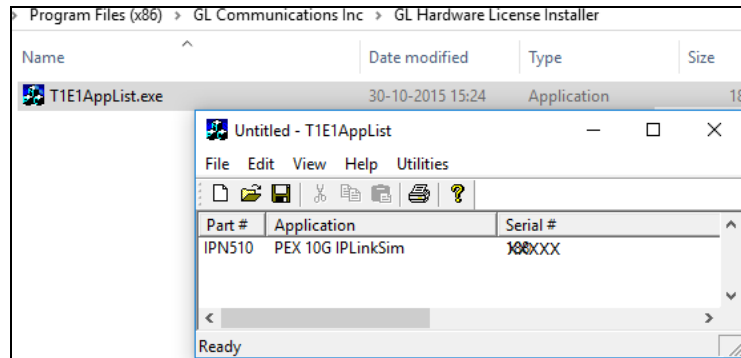 Program Files (x86) > GL Communications Inc > GL Hardware License Installer
Name Date modified Type Size
T1E1AppList.exe 30-10-2015 15:24 Application
Untitled - T1E1AppList
File Edit View Help Utilities
Part # Application Serial #
IPN510 PEX 10G IPLinkSim
Ready